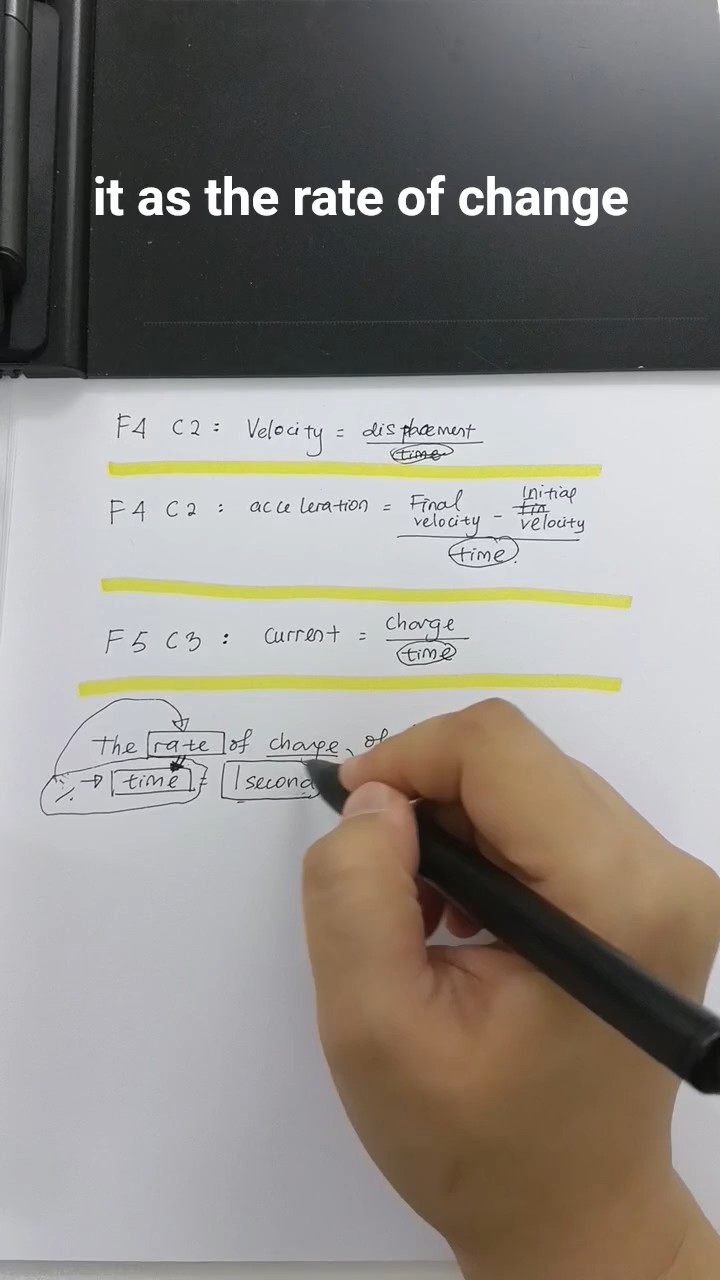 it as the rate of change
F4 C2: Velocity = displacement
time
F4 C2: acceleration = Final velocity - Initial velocity
time.
F5 C3: current = charge
time
The rate of change, of
÷ → time = 1 second